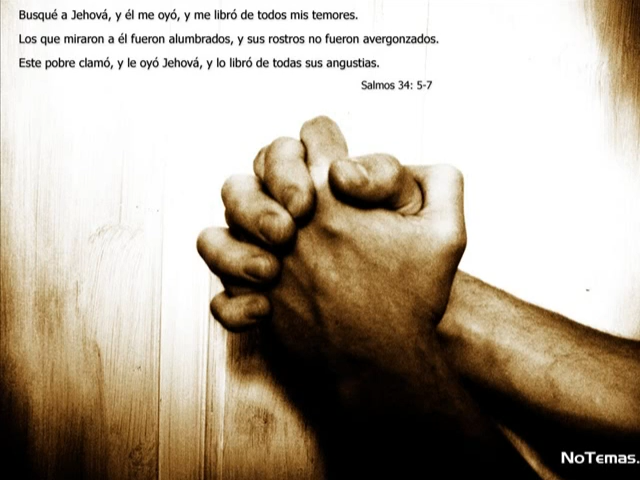 Busqué a Jehová, y él me oyó, y me libró de todos mis temores.
Los que miraron a él fueron alumbrados, y sus rostros no fueron avergonzados.
Este pobre clamó, y le oyó Jehová, y lo libró de todas sus angustias.
Salmos 34: 5-7
NoTemas.